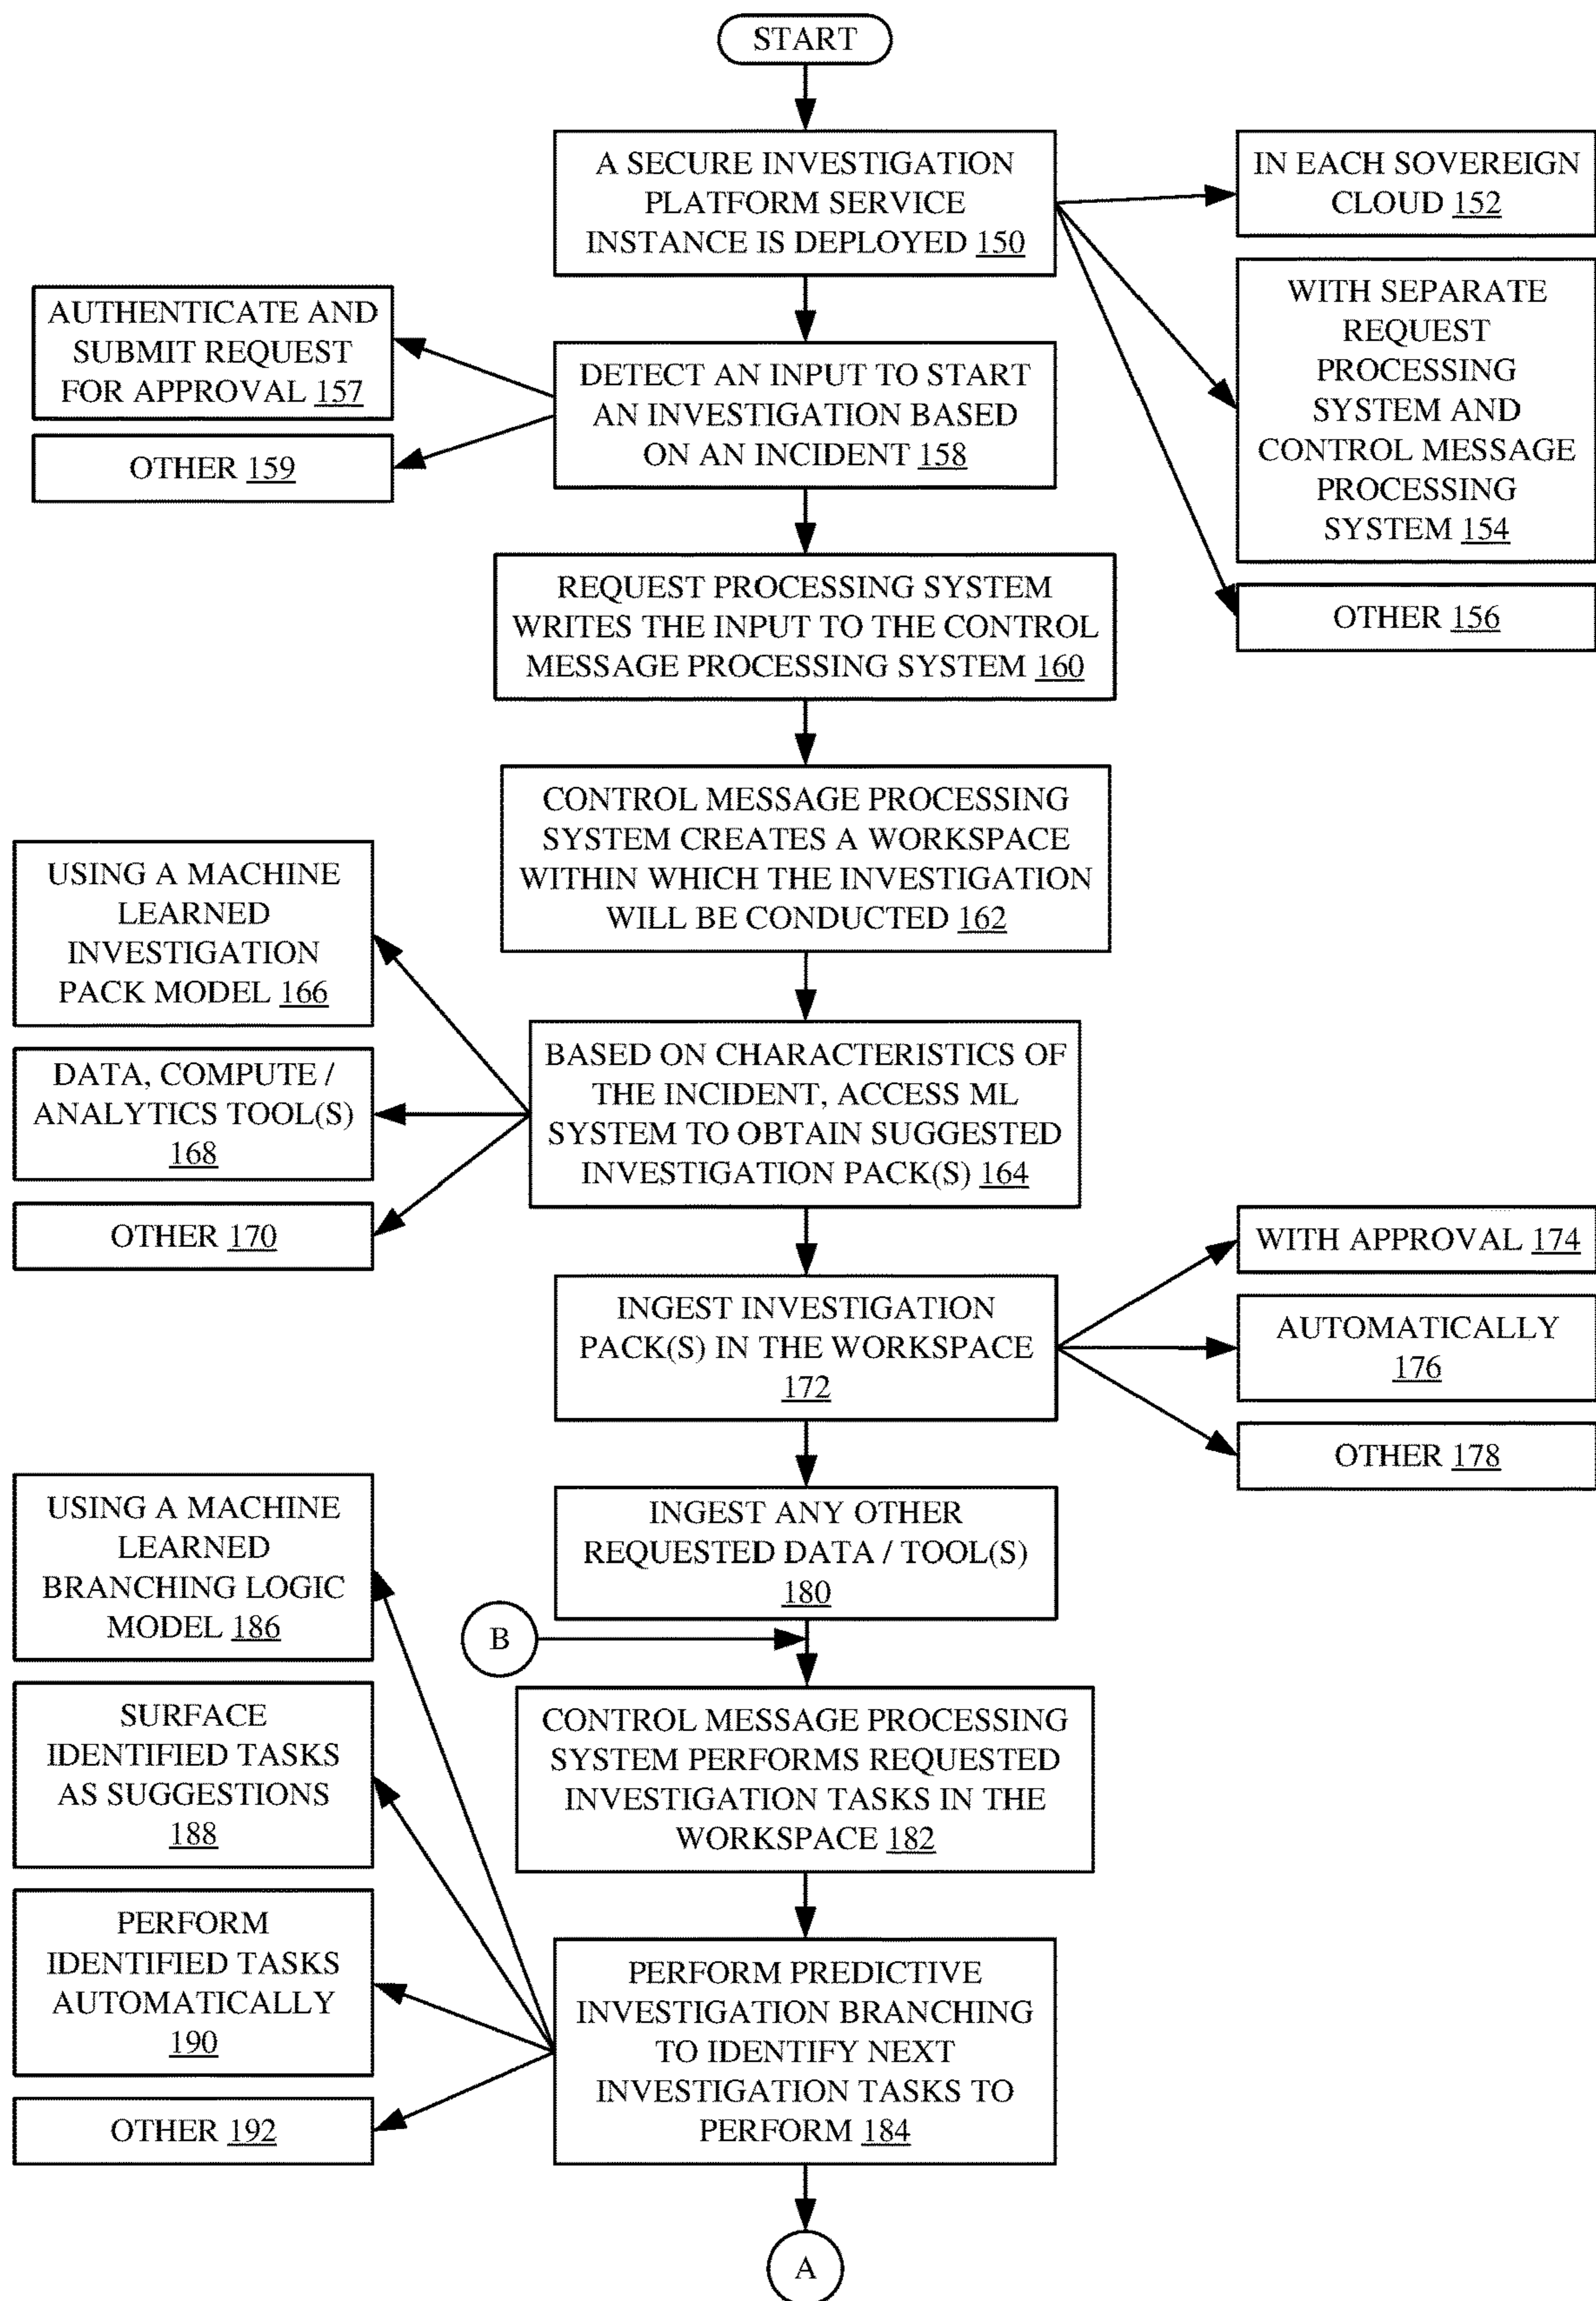 START
A SECURE INVESTIGATION
PLATFORM SERVICE
INSTANCE IS DEPLOYED 150
IN EACH SOVEREIGN
CLOUD 152
WITH SEPARATE
REQUEST
PROCESSING
SYSTEM AND
CONTROL MESSAGE
PROCESSING
SYSTEM 154
OTHER 156
AUTHENTICATE AND
SUBMIT REQUEST
FOR APPROVAL 157
OTHER 159
DETECT AN INPUT TO START
AN INVESTIGATION BASED
ON AN INCIDENT 158
REQUEST PROCESSING SYSTEM
WRITES THE INPUT TO THE CONTROL
MESSAGE PROCESSING SYSTEM 160
CONTROL MESSAGE PROCESSING
SYSTEM CREATES A WORKSPACE
WITHIN WHICH THE INVESTIGATION
WILL BE CONDUCTED 162
USING A MACHINE
LEARNED
INVESTIGATION
PACK MODEL 166
DATA, COMPUTE /
ANALYTICS TOOL(S)
168
OTHER 170
BASED ON CHARACTERISTICS OF
THE INCIDENT, ACCESS ML
SYSTEM TO OBTAIN SUGGESTED
INVESTIGATION PACK(S) 164
INGEST INVESTIGATION
PACK(S) IN THE WORKSPACE
172
WITH APPROVAL 174
AUTOMATICALLY
176
OTHER 178
INGEST ANY OTHER
REQUESTED DATA / TOOL(S)
180
B
CONTROL MESSAGE PROCESSING
SYSTEM PERFORMS REQUESTED
INVESTIGATION TASKS IN THE
WORKSPACE 182
USING A MACHINE
LEARNED
BRANCHING LOGIC
MODEL 186
SURFACE
IDENTIFIED TASKS
AS SUGGESTIONS
188
PERFORM
IDENTIFIED TASKS
AUTOMATICALLY
190
OTHER 192
PERFORM PREDICTIVE
INVESTIGATION BRANCHING
TO IDENTIFY NEXT
INVESTIGATION TASKS TO
PERFORM 184
A